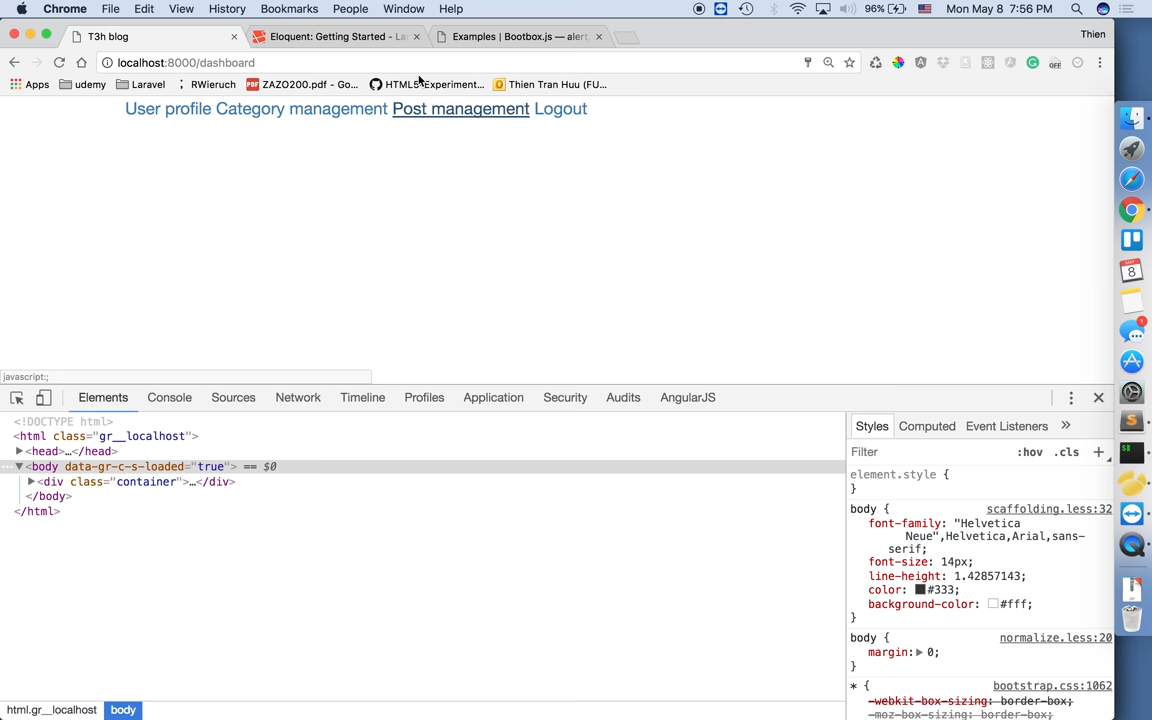 Chrome File Edit View History Bookmarks People Window Help 96% Mon May 8 7:56 PM
T3h blog Eloquent: Getting Started - La Examples | Bootbox.js — alert, Thien
localhost:8000/dashboard
Apps udemy Laravel RWieruch ZAZO200.pdf - Go... HTML5 Experiment... Thien Tran Huu (FU...
User profile Category management Post management Logout
javascript:;
Elements Console Sources Network Timeline Profiles Application Security Audits AngularJS
<!DOCTYPE html>
<html class="gr__localhost">
<head>…</head>
<body data-gr-c-s-loaded="true"> == $0
<div class="container">…</div>
</body>
</html>
html.gr__localhost body
Styles Computed Event Listeners »
Filter :hov .cls +
element.style {
}
body { scaffolding.less:32
font-family: "Helvetica
Neue",Helvetica,Arial,sans-
serif;
font-size: 14px;
line-height: 1.42857143;
color: #333;
background-color: #fff;
}
body { normalize.less:20
margin: 0;
}
* { bootstrap.css:1062
-webkit-box-sizing: border-box;
-moz-box-sizing: border-box;